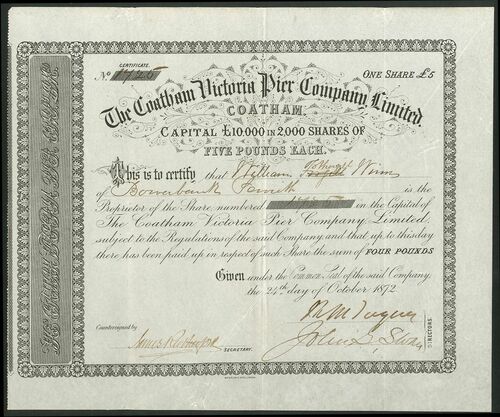 CERTIFICATE.
No. 1725
ONE SHARE £5
The Coatham Victoria Pier Company, Limited
COATHAM.
CAPITAL £10,000 IN 2000 SHARES OF
FIVE POUNDS EACH.
This is to certify that William
of
is the
Proprietor of the Share, numbered 1725 in the Capital of
THE COATHAM VICTORIA PIER COMPANY, LIMITED,
subject to the Regulations of the said Company, and that up to this day
there has been paid up in respect of such Share the sum of FOUR POUNDS
Given under the Common Seal of the said Company,
the 24th day of October 1872
Countersigned by
SECRETARY.
DIRECTORS.